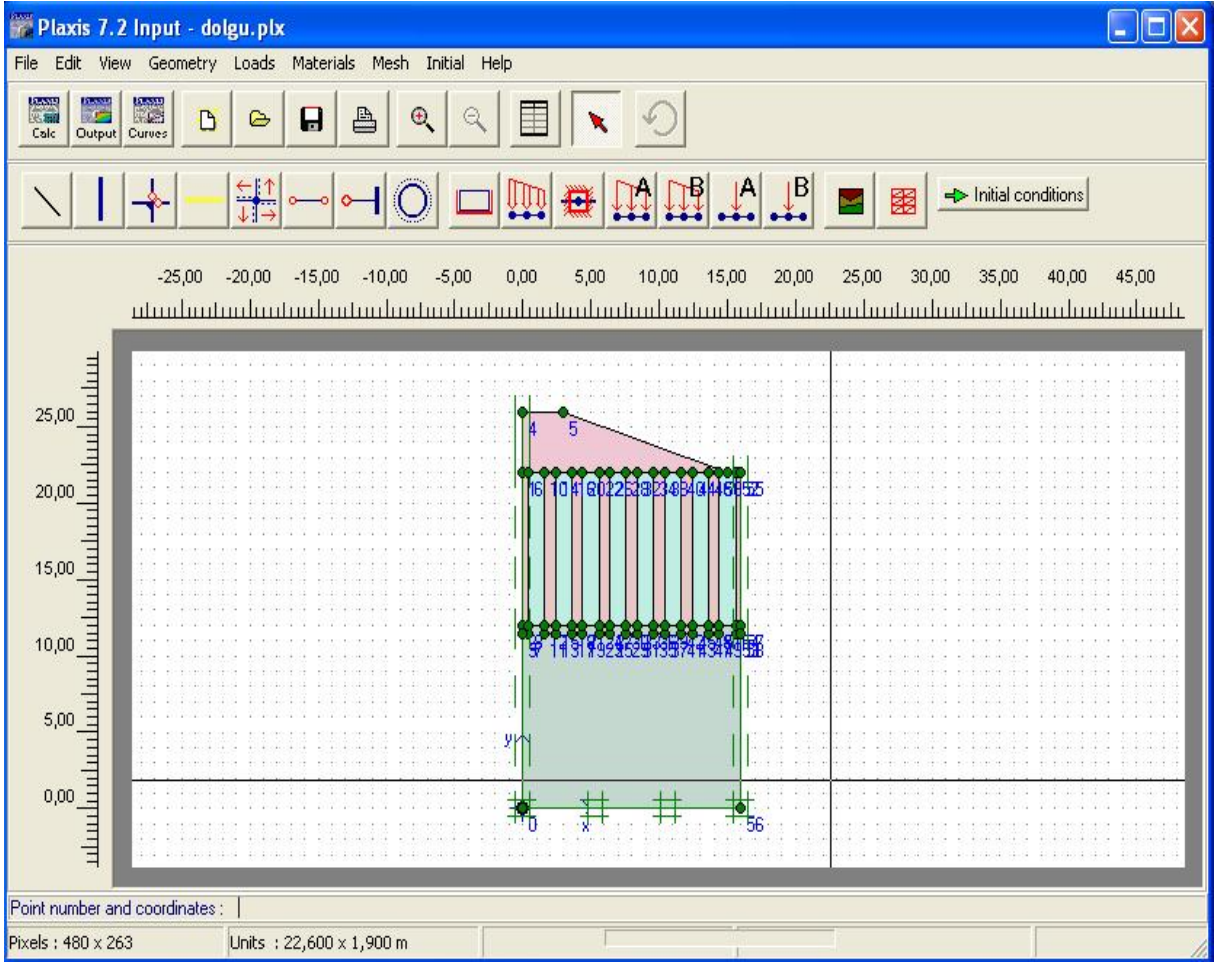 Plaxis 7.2 Input - dolgu.plx
File Edit View Geometry Loads Materials Mesh Initial Help
Calc Output Curves
A B A B Initial conditions
-25,00 -20,00 -15,00 -10,00 -5,00 0,00 5,00 10,00 15,00 20,00 25,00 30,00 35,00 40,00 45,00
25,00
4 5
20,00
15,00
10,00
5,00
y
0,00
0 x 56
Point number and coordinates :
Pixels : 480 x 263 Units : 22,600 x 1,900 m